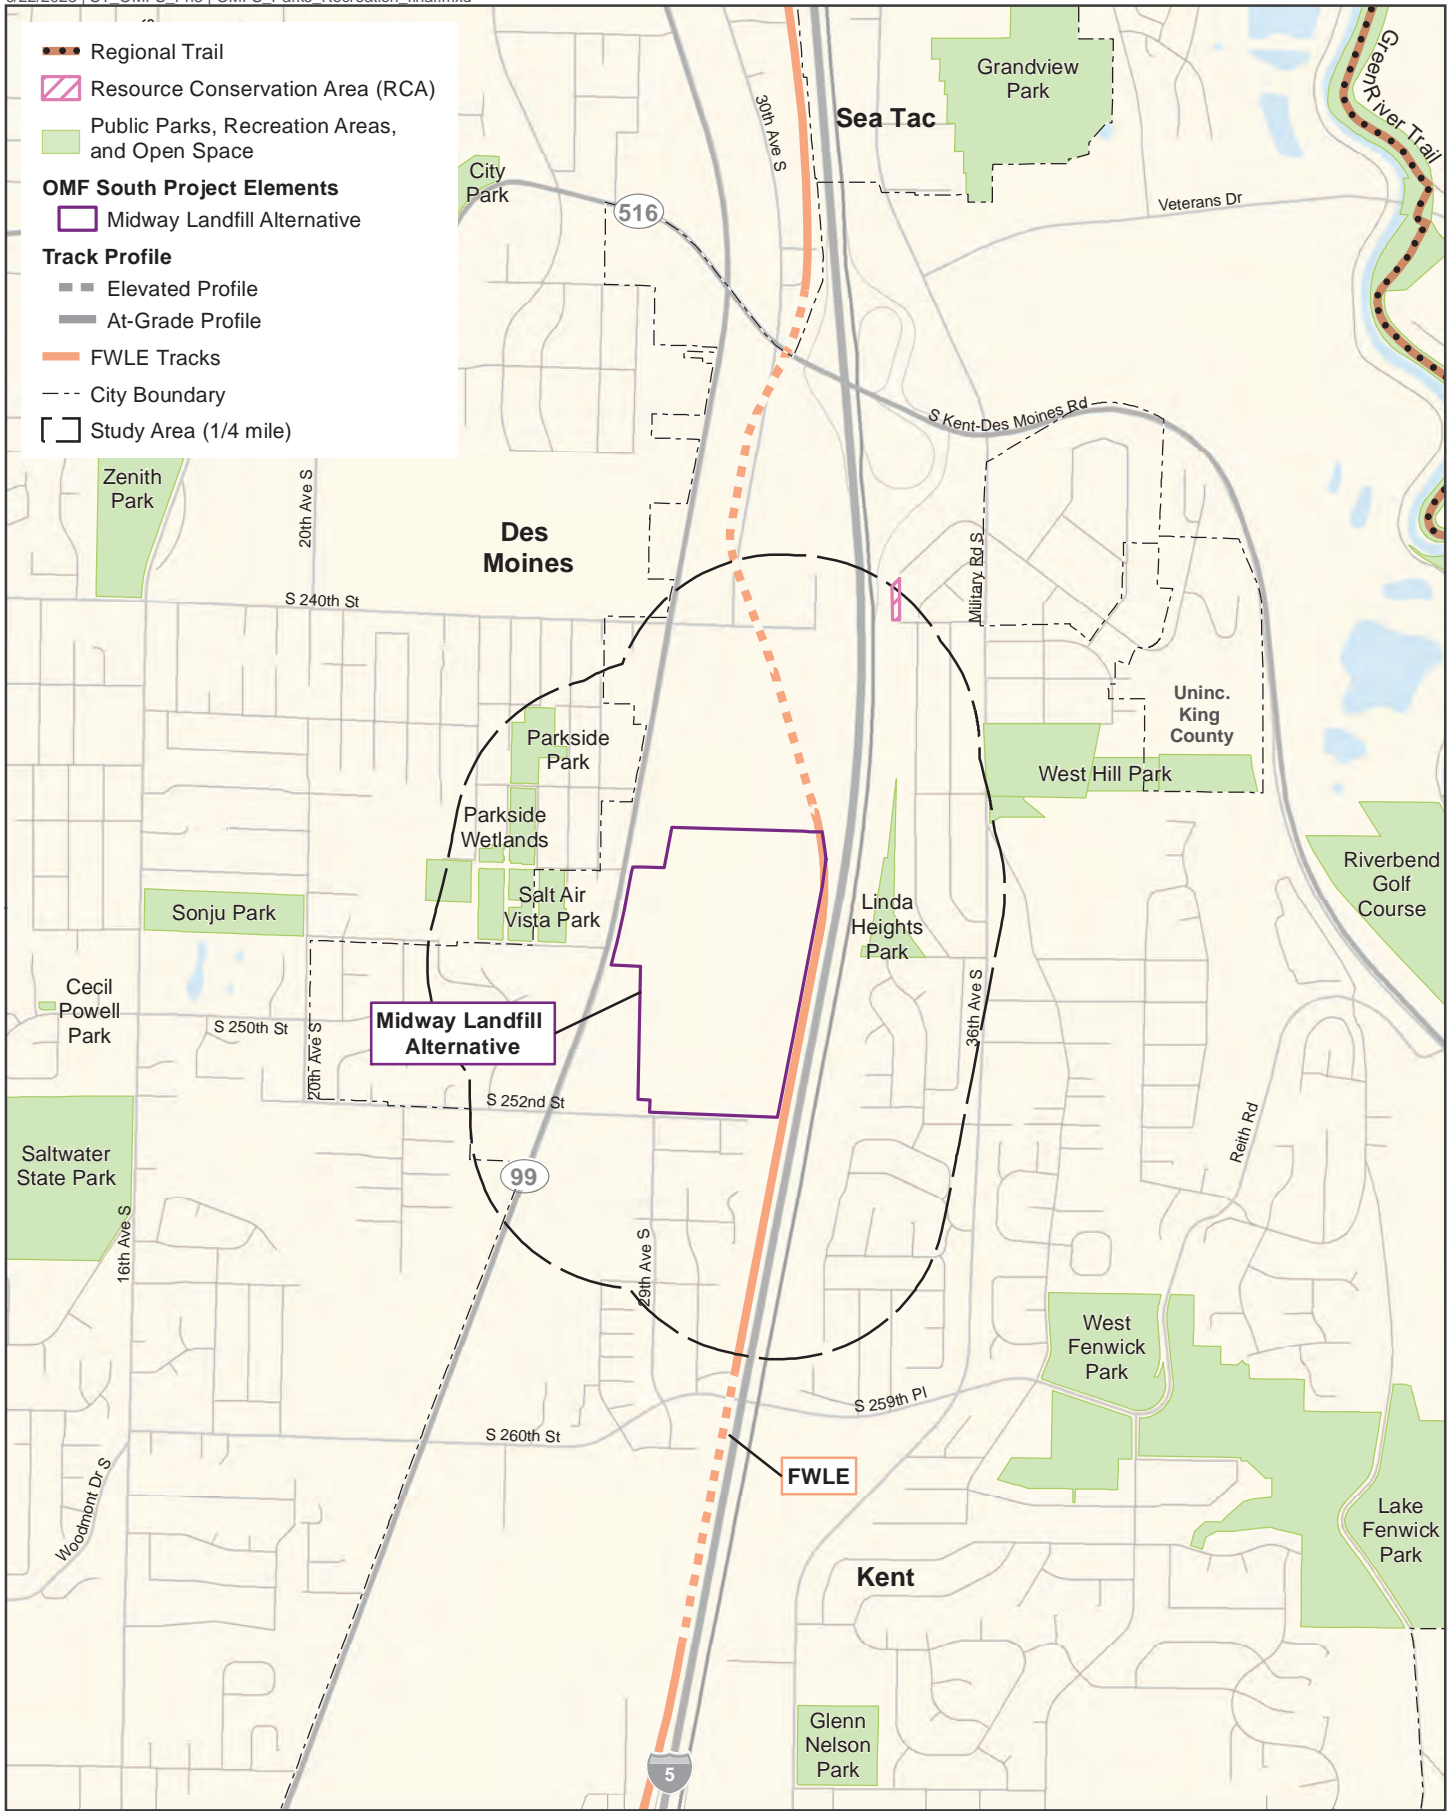 Regional Trail
Resource Conservation Area (RCA)
Public Parks, Recreation Areas,
and Open Space
OMF South Project Elements
Midway Landfill Alternative
Track Profile
Elevated Profile
At-Grade Profile
FWLE Tracks
City Boundary
Study Area (1/4 mile)
Grandview
Park
Green River Trail
30th Ave S
Sea Tac
City
Park
516
Veterans Dr
S Kent-Des Moines Rd
Zenith
Park
20th Ave S
Des
Moines
Military Rd S
S 240th St
Uninc.
King
County
Parkside
Park
West Hill Park
Parkside
Wetlands
Riverbend
Golf
Course
Salt Air
Vista Park
Sonju Park
Linda
Heights
Park
Cecil
Powell
Park
36th Ave S
S 250th St
20th Ave S
Midway Landfill
Alternative
S 252nd St
Reith Rd
Saltwater
State Park
99
16th Ave S
29th Ave S
West
Fenwick
Park
S 259th Pl
S 260th St
FWLE
Woodmont Dr S
Lake
Fenwick
Park
Kent
Glenn
Nelson
Park
5